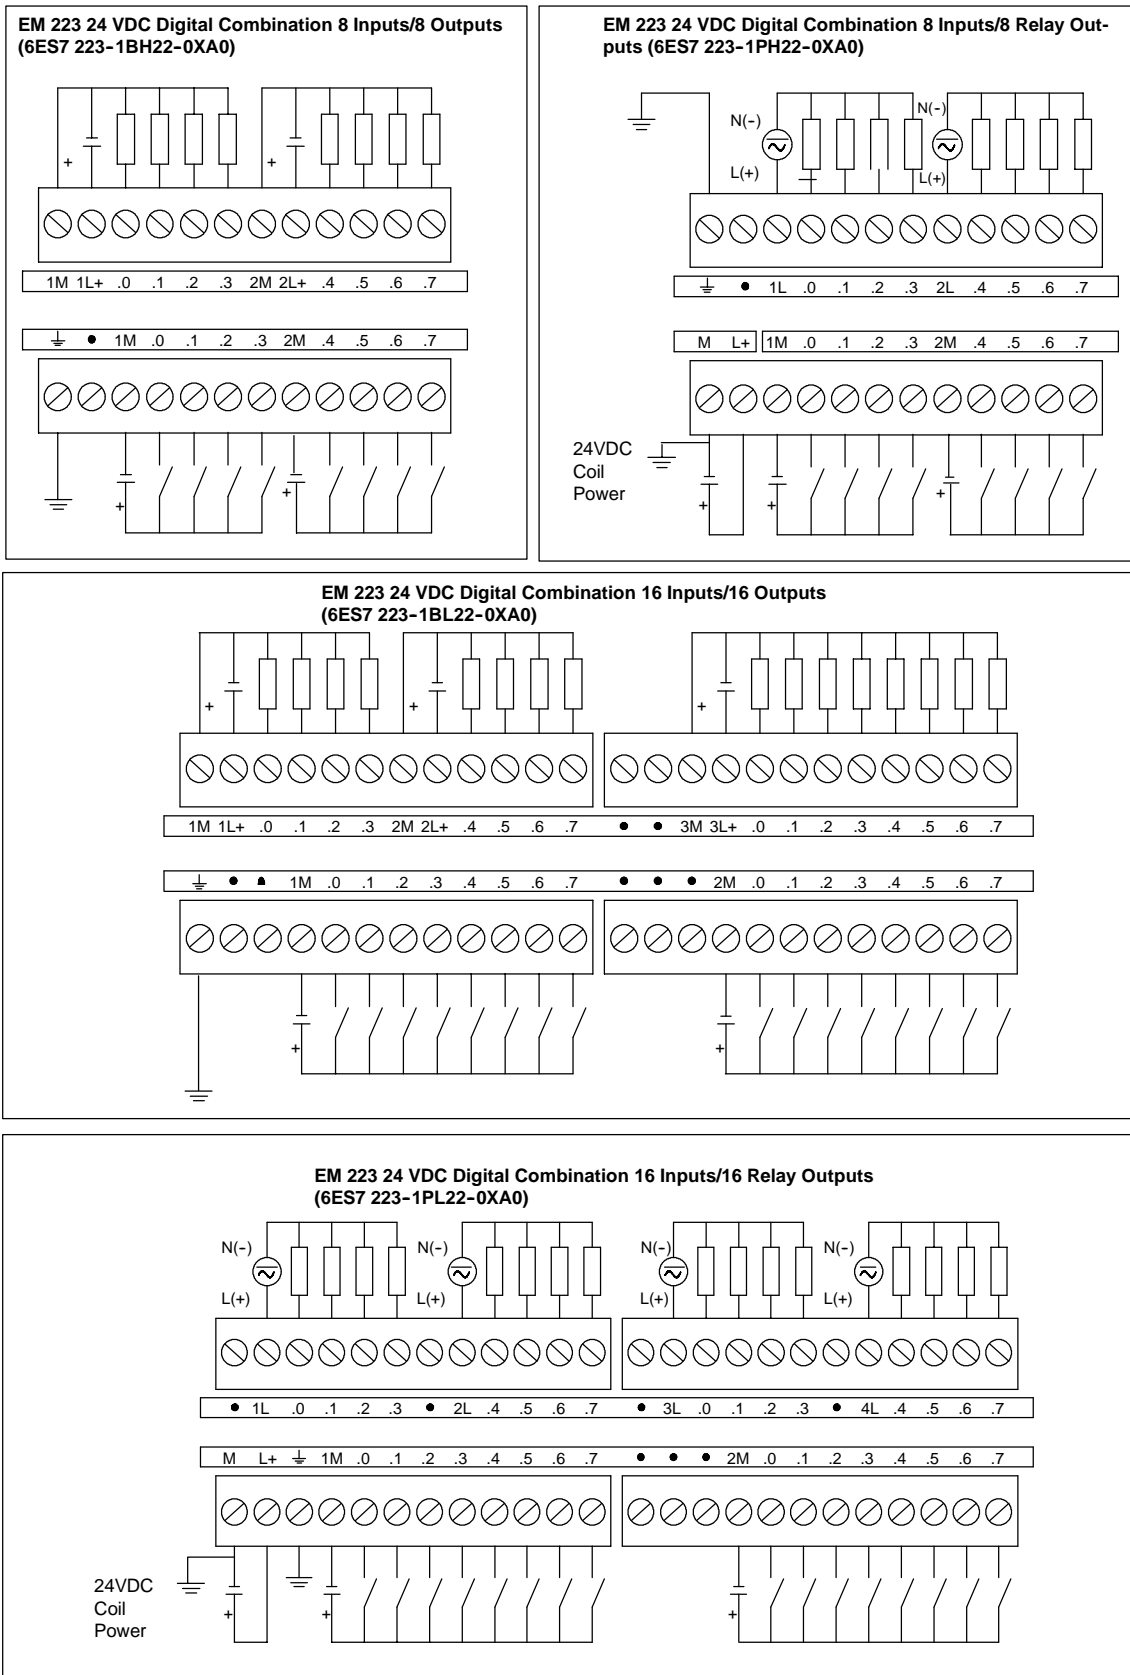 EM 223 24 VDC Digital Combination 8 Inputs/8 Outputs
(6ES7 223-1BH22-0XA0)
+ +
1M 1L+ .0 .1 .2 .3 2M 2L+ .4 .5 .6 .7
1M .0 .1 .2 .3 2M .4 .5 .6 .7
+ +
EM 223 24 VDC Digital Combination 8 Inputs/8 Relay Out-
puts (6ES7 223-1PH22-0XA0)
N(-) N(-)
L(+) L(+)
1L .0 .1 .2 .3 2L .4 .5 .6 .7
M L+ 1M .0 .1 .2 .3 2M .4 .5 .6 .7
24VDC
Coil
Power
+ + +
EM 223 24 VDC Digital Combination 16 Inputs/16 Outputs
(6ES7 223-1BL22-0XA0)
+ + +
1M 1L+ .0 .1 .2 .3 2M 2L+ .4 .5 .6 .7 3M 3L+ .0 .1 .2 .3 .4 .5 .6 .7
1M .0 .1 .2 .3 .4 .5 .6 .7 2M .0 .1 .2 .3 .4 .5 .6 .7
+ +
EM 223 24 VDC Digital Combination 16 Inputs/16 Relay Outputs
(6ES7 223-1PL22-0XA0)
N(-) N(-) N(-) N(-)
L(+) L(+) L(+) L(+)
1L .0 .1 .2 .3 2L .4 .5 .6 .7 3L .0 .1 .2 .3 4L .4 .5 .6 .7
M L+ 1M .0 .1 .2 .3 .4 .5 .6 .7 2M .0 .1 .2 .3 .4 .5 .6 .7
24VDC
Coil
Power
+ + +